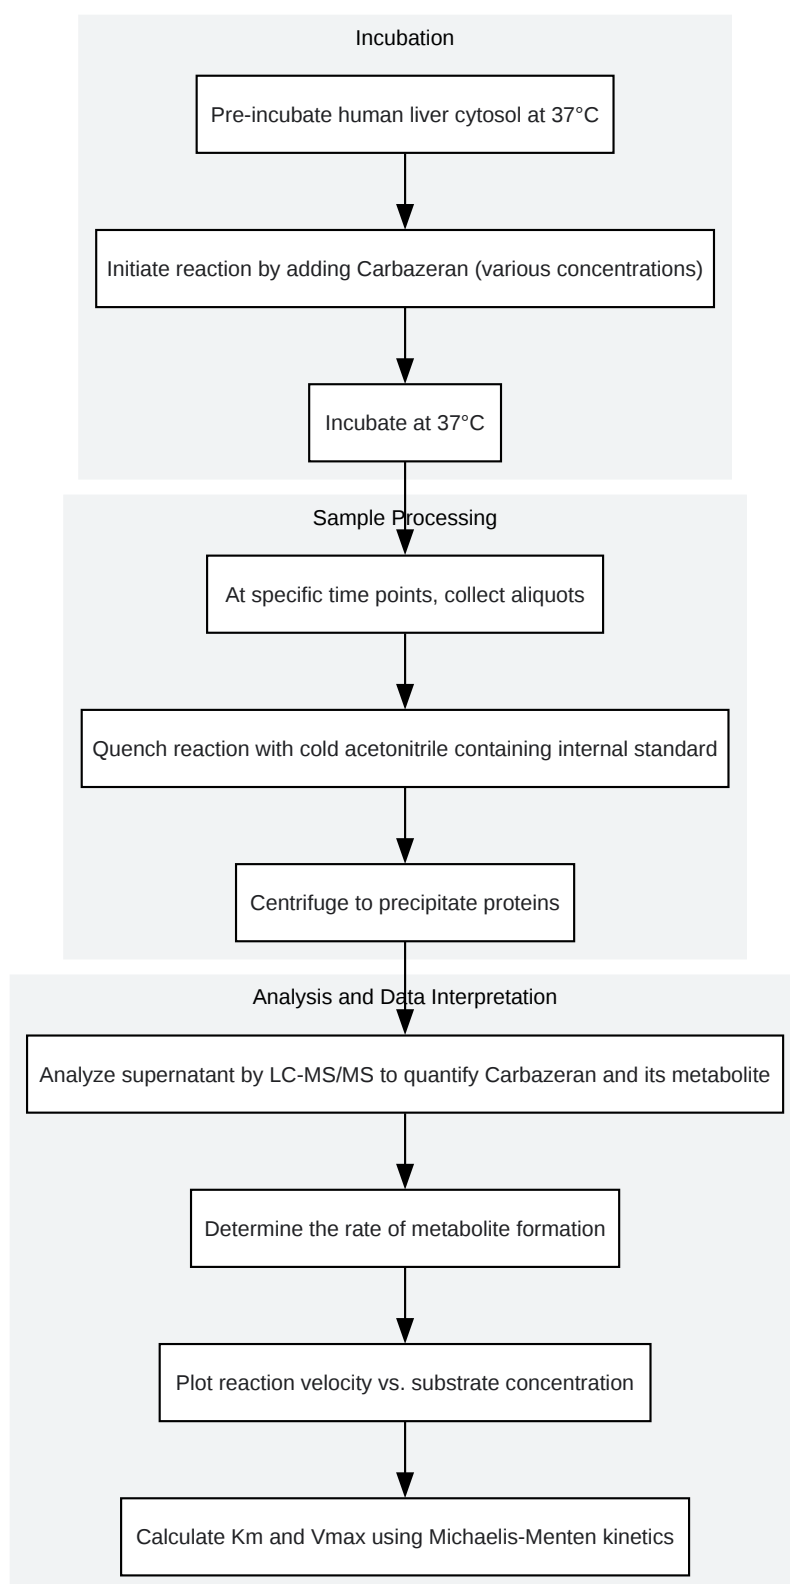 Incubation
Pre-incubate human liver cytosol at 37°C
Initiate reaction by adding Carbazeran (various concentrations)
Incubate at 37°C
Sample Processing
At specific time points, collect aliquots
Quench reaction with cold acetonitrile containing internal standard
Centrifuge to precipitate proteins
Analysis and Data Interpretation
Analyze supernatant by LC-MS/MS to quantify Carbazeran and its metabolite
Determine the rate of metabolite formation
Plot reaction velocity vs. substrate concentration
Calculate Km and Vmax using Michaelis-Menten kinetics